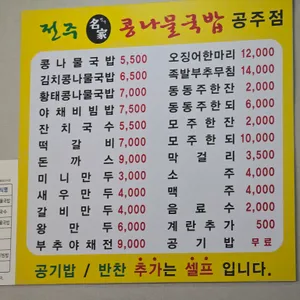 전주 名家 콩나물국밥 공주점
콩나물국밥 5,500
김치콩나물국밥 6,500
황태콩나물국밥 7,000
야채비빔밥 7,500
잔치국수 5,500
떡갈비 7,000
돈까스 9,000
미니만두 3,000
새우만두 4,000
갈비만두 4,000
왕만두 6,000
부추야채전 9,000
오징어한마리 12,000
족발부추무침 14,000
동동주한잔 2,000
동동주한되 6,000
모주한잔 2,000
모주한되 10,000
막걸리 3,500
소주 4,000
맥주 4,000
음료수 2,000
계란추가 500
공기밥 무료
공기밥 / 반찬 추가는 셀프 입니다.